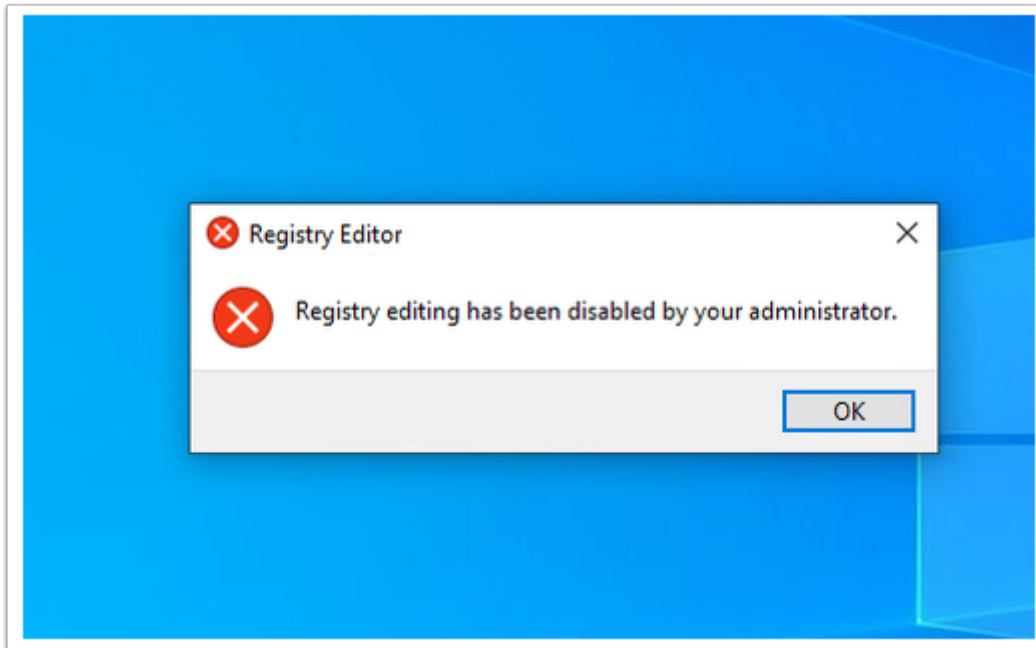 Registry Editor
Registry editing has been disabled by your administrator.
OK